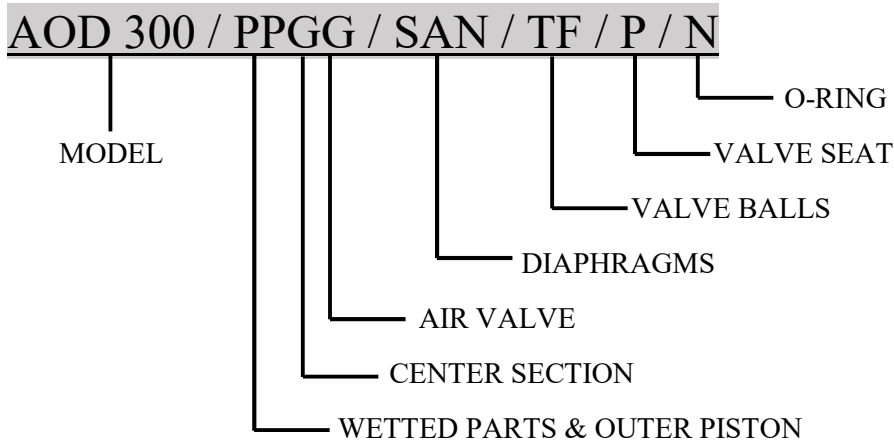 AOD 300 / PPGG / SAN / TF / P / N
O-RING
MODEL
VALVE SEAT
VALVE BALLS
DIAPHRAGMS
AIR VALVE
CENTER SECTION
WETTED PARTS & OUTER PISTON